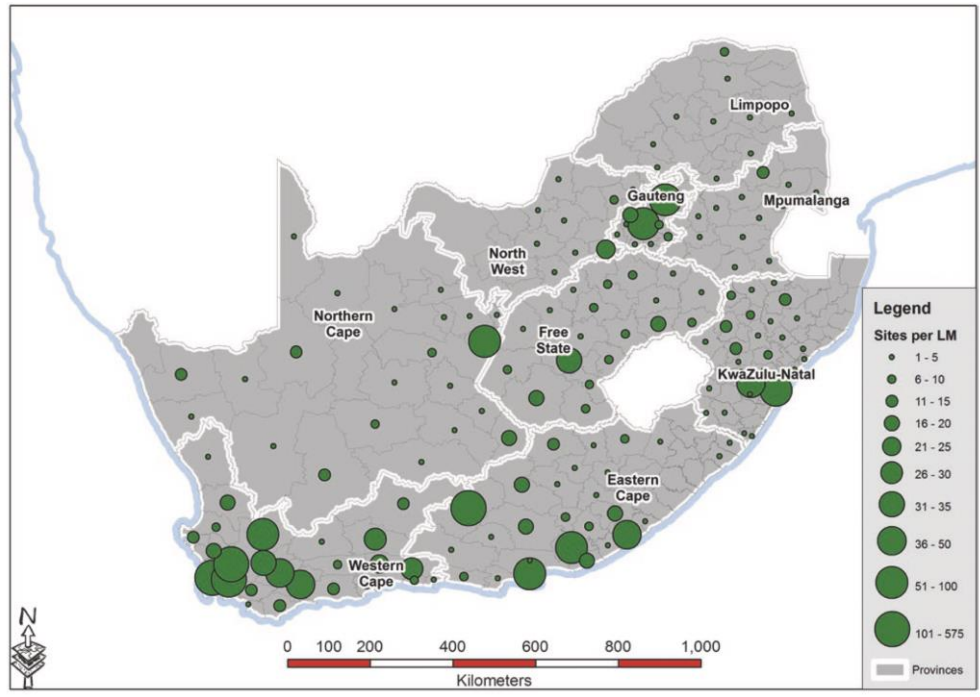 Limpopo
Gauteng
Mpumalanga
North
West
Northern
Cape
Free
State
KwaZulu-Natal
Eastern
Cape
Western
Cape
Legend
Sites per LM
1 - 5
6 - 10
11 - 15
16 - 20
21 - 25
26 - 30
31 - 35
36 - 50
51 - 100
101 - 575
Provinces
N
0 100 200 400 600 800 1,000
Kilometers